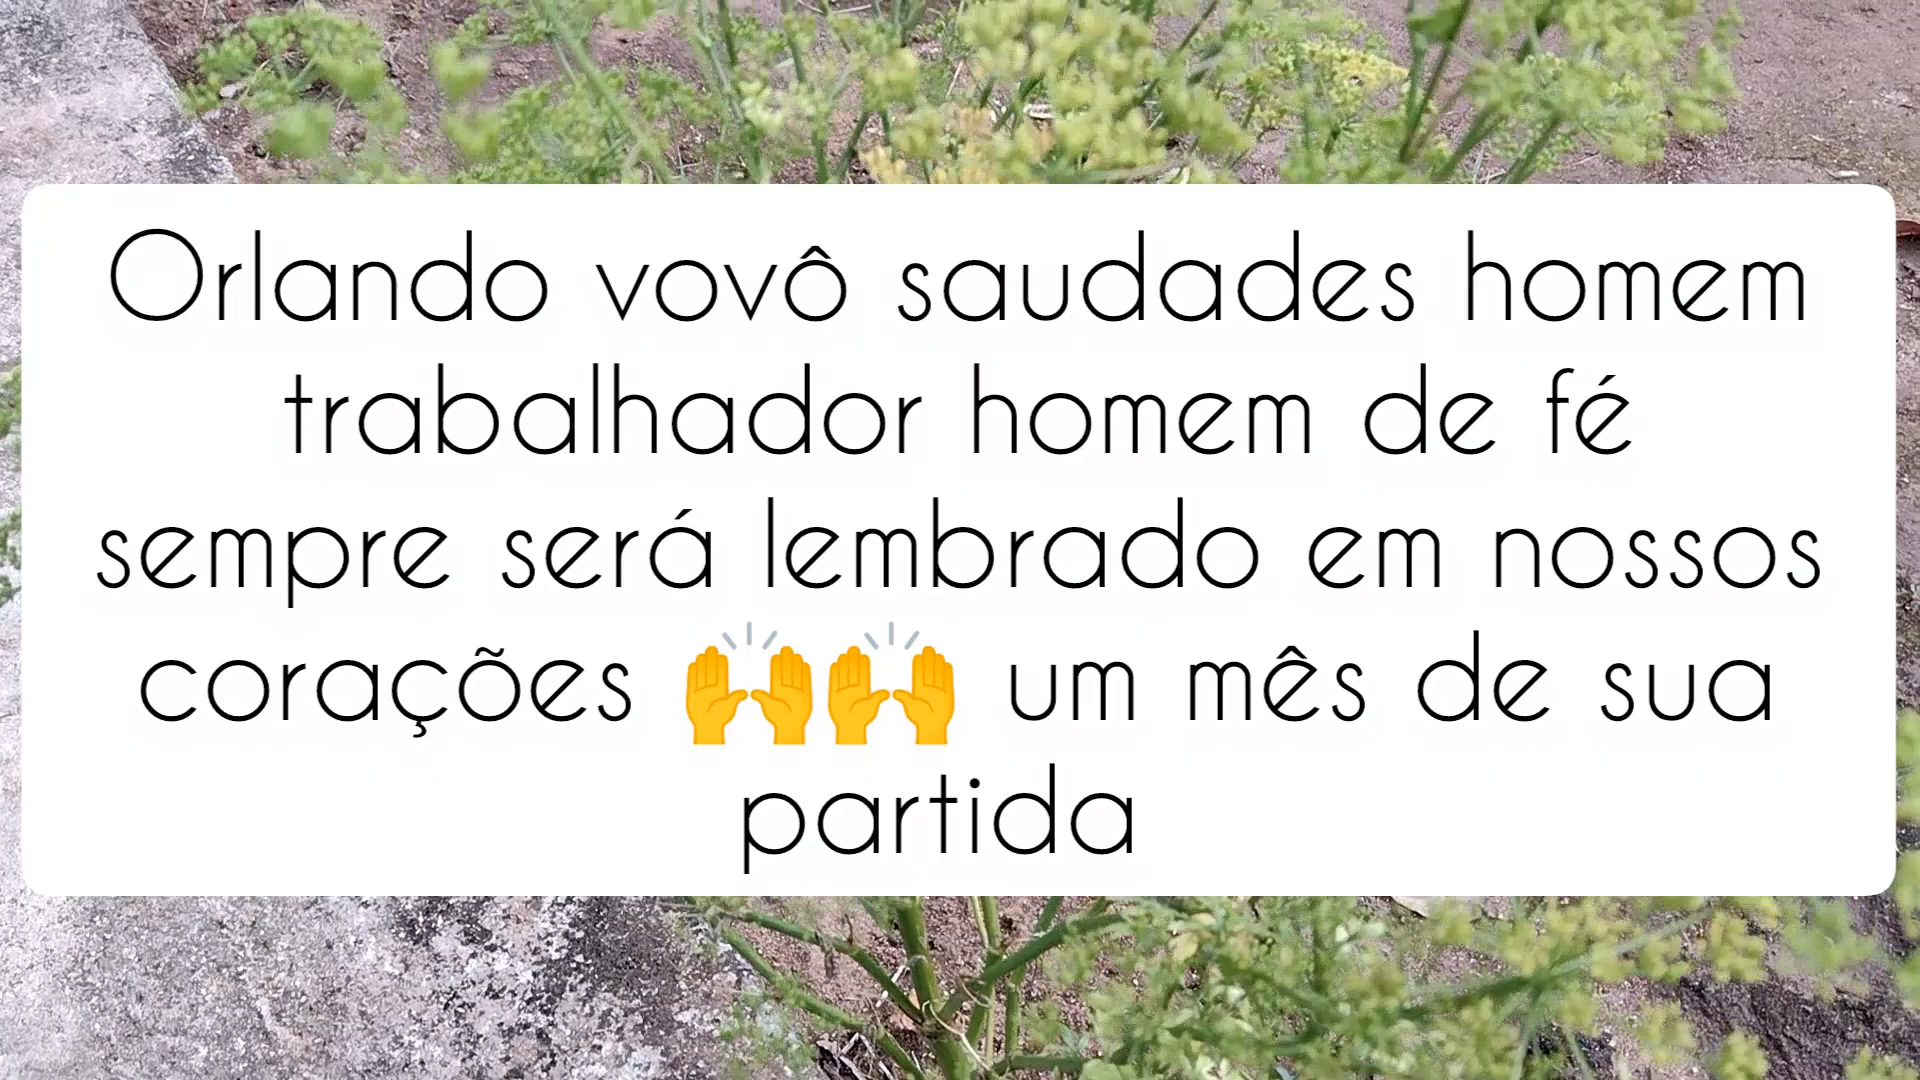 Orlando vovô saudades homem
trabalhador homem de fé
sempre será lembrado em nossos
corações 🙌🙌 um mês de sua
partida